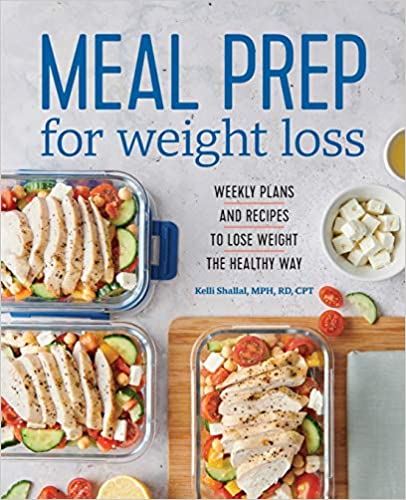 MEAL PREP
for weight loss
WEEKLY PLANS
AND RECIPES
TO LOSE WEIGHT
THE HEALTHY WAY
Kelli Shallal, MPH, RD, CPT